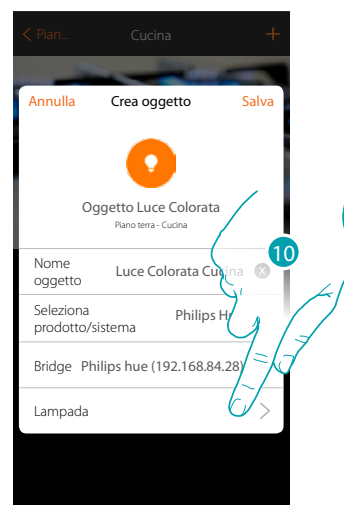 < Pian... Cucina +
Annulla Crea oggetto Salva
Oggetto Luce Colorata
Piano terra - Cucina
Nome
oggetto
Luce Colorata Cucina X
10
Seleziona
prodotto/sistema
Philips
Bridge Philips hue (192.168.84.28)
Lampada >